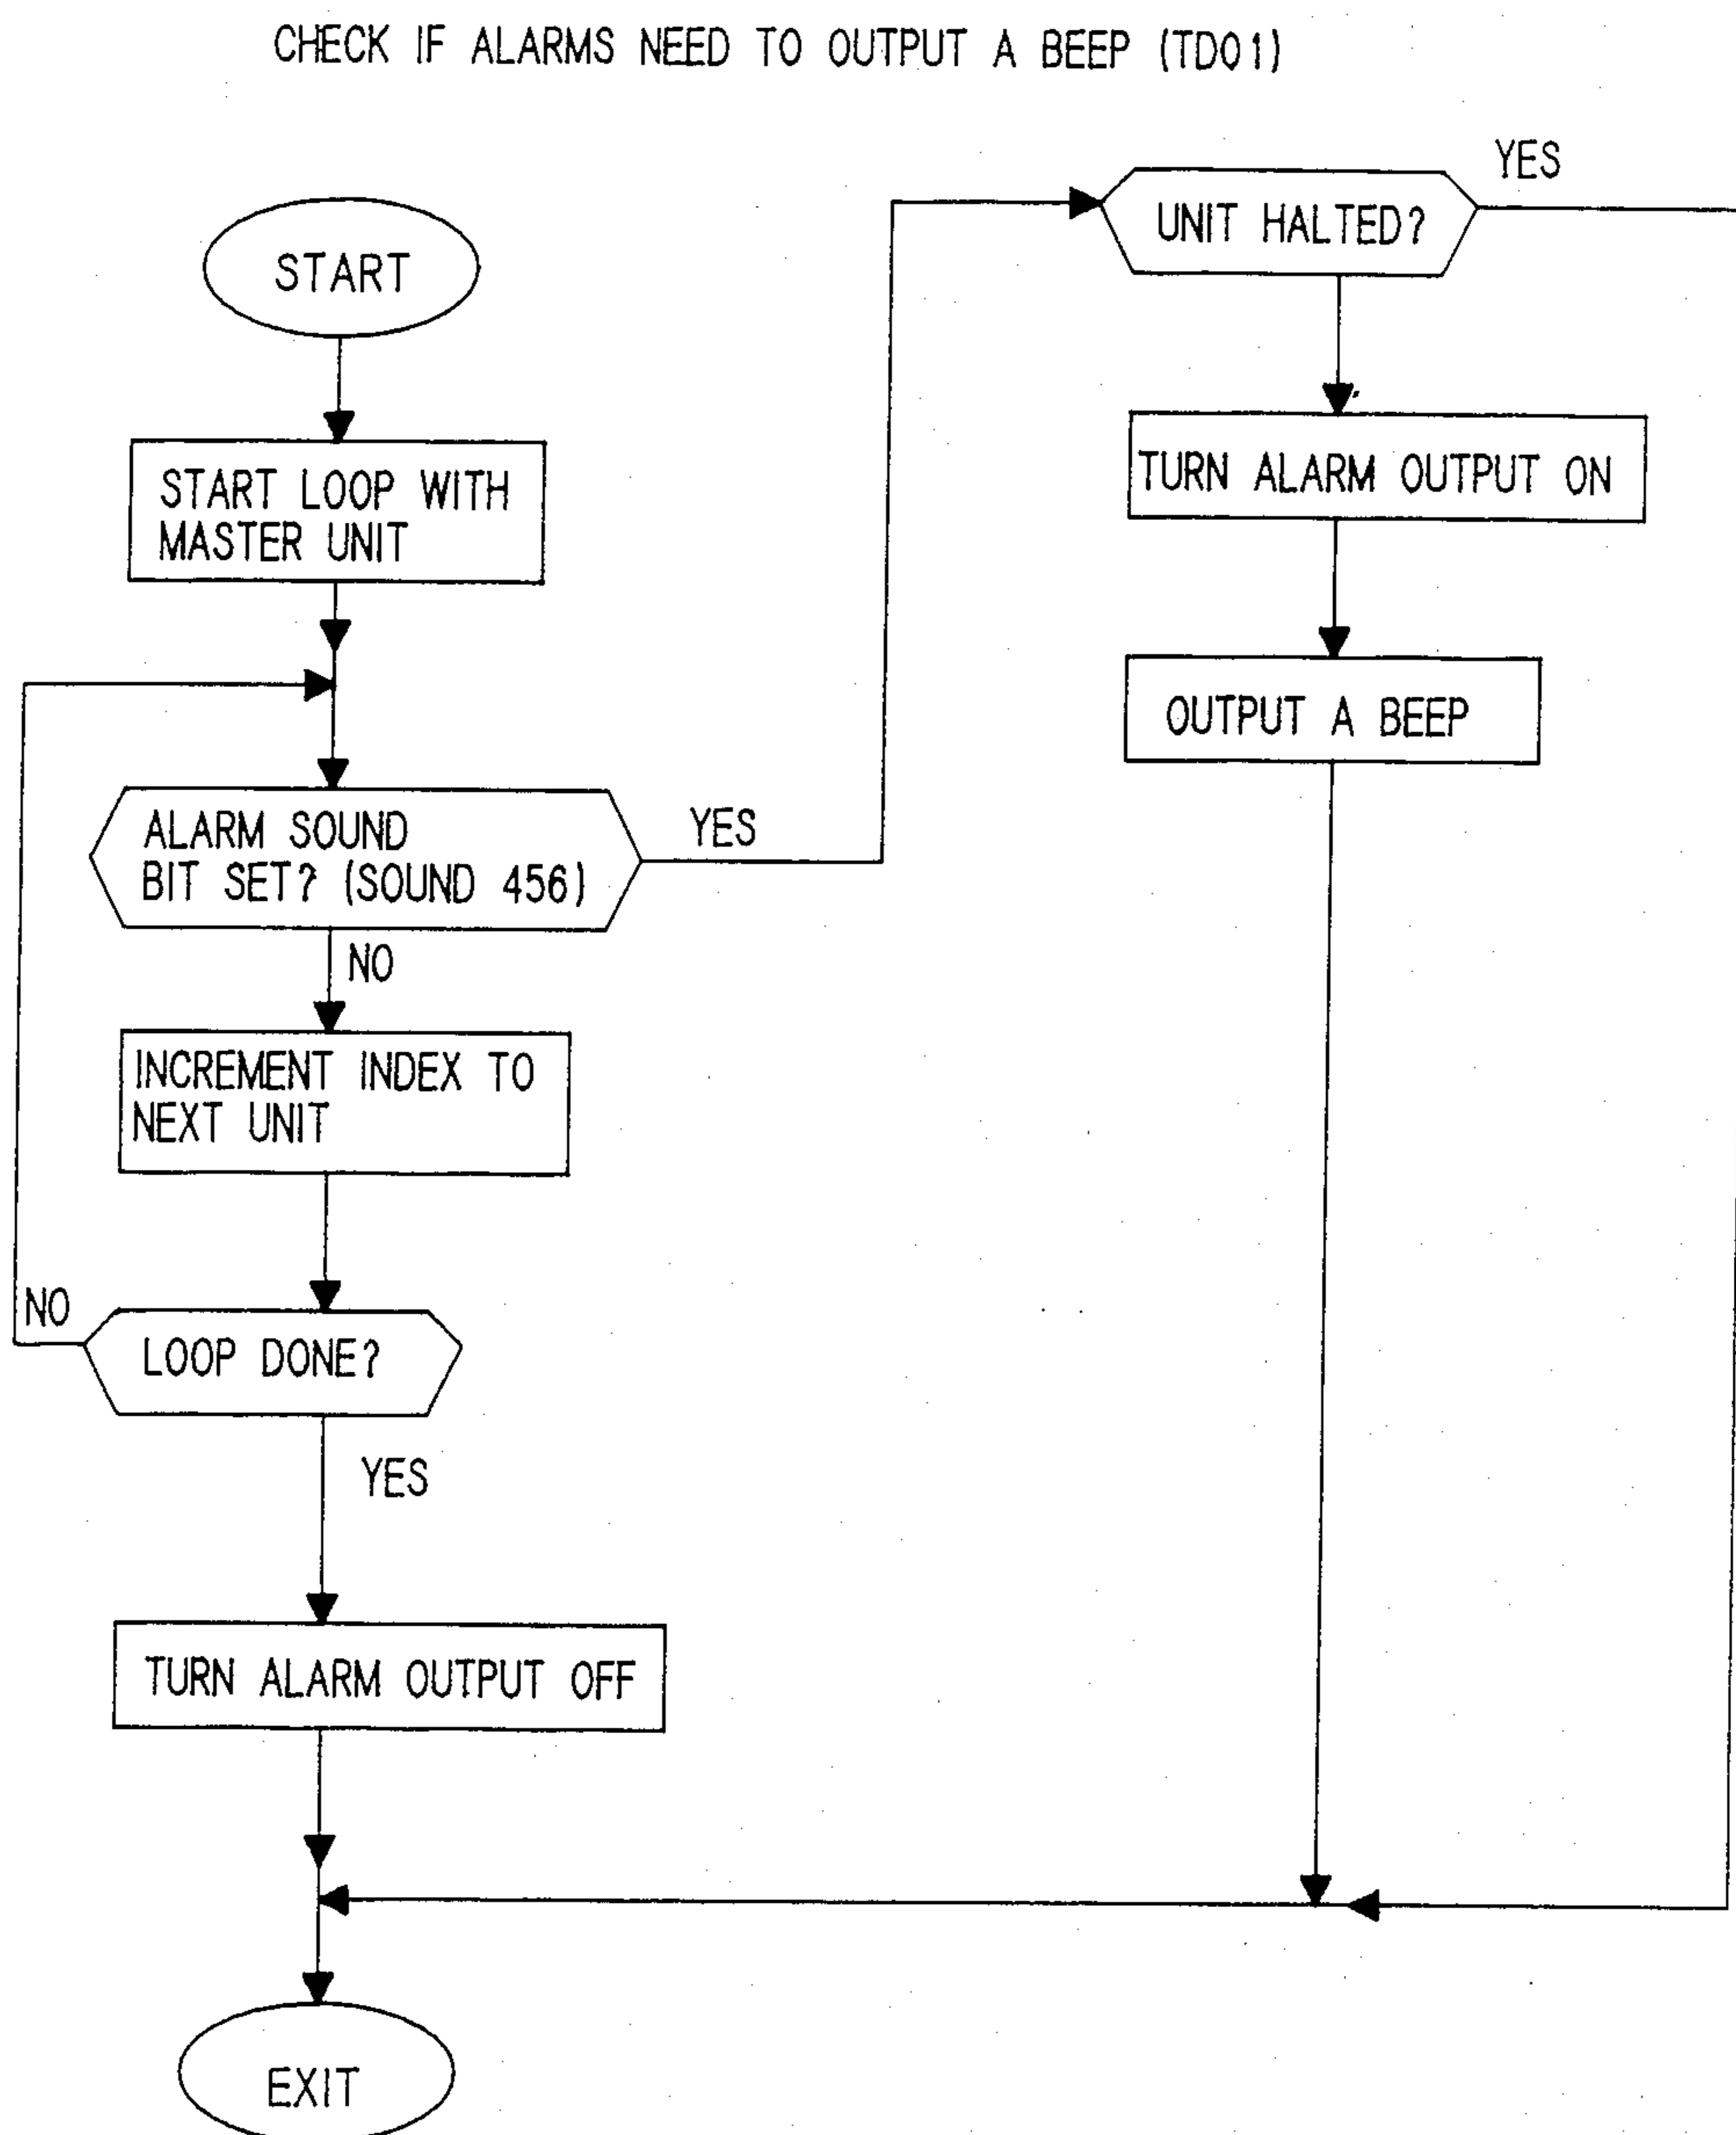 CHECK IF ALARMS NEED TO OUTPUT A BEEP (TD01)
START
START LOOP WITH
MASTER UNIT
ALARM SOUND
BIT SET? (SOUND 456)
YES
NO
INCREMENT INDEX TO
NEXT UNIT
NO
LOOP DONE?
YES
TURN ALARM OUTPUT OFF
EXIT
UNIT HALTED?
YES
TURN ALARM OUTPUT ON
OUTPUT A BEEP